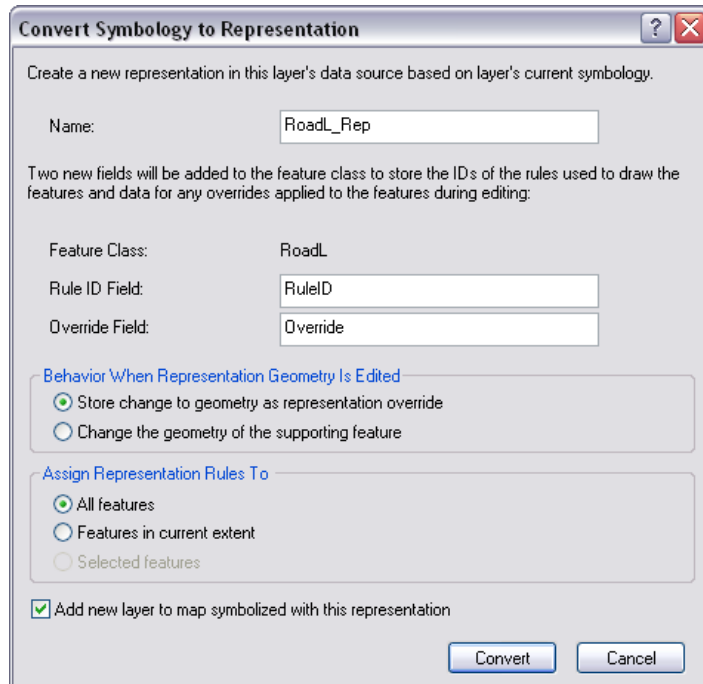 Convert Symbology to Representation
Create a new representation in this layer's data source based on layer's current symbology.
Name: RoadL_Rep
Two new fields will be added to the feature class to store the IDs of the rules used to draw the
features and data for any overrides applied to the features during editing:
Feature Class: RoadL
Rule ID Field: RuleID
Override Field: Override
Behavior When Representation Geometry Is Edited
Store change to geometry as representation override
Change the geometry of the supporting feature
Assign Representation Rules To
All features
Features in current extent
Selected features
Add new layer to map symbolized with this representation
Convert Cancel